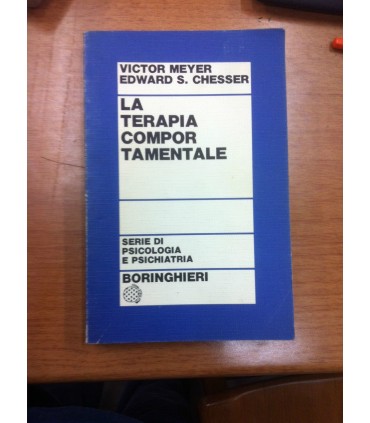 VICTOR MEYER
EDWARD S. CHESSER
LA
TERAPIA
COMPOR
TAMENTALE
SERIE DI
PSICOLOGIA
E PSICHIATRIA
BORINGHIERI